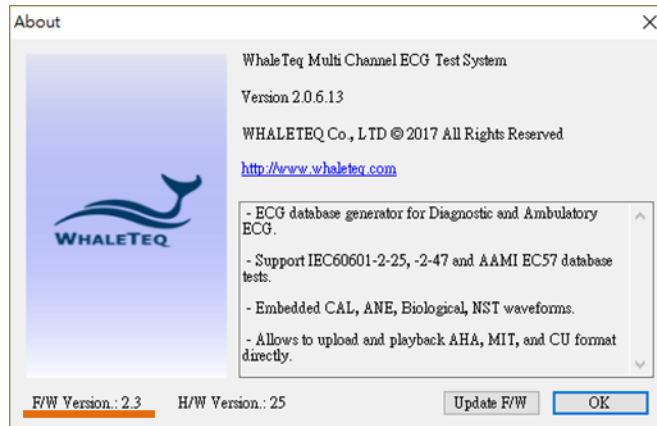 About
WhaleTeq Multi Channel ECG Test System
Version 2.0.6.13
WHALETEQ Co., LTD © 2017 All Rights Reserved
http://www.whaleteq.com
WHALETEQ
- ECG database generator for Diagnostic and Ambulatory
ECG.
- Support IEC60601-2-25, -2-47 and AAMI EC57 database
tests.
- Embedded CAL, ANE, Biological, NST waveforms.
- Allows to upload and playback AHA, MIT, and CU format
directly.
F/W Version.: 2.3
H/W Version.: 25
Update F/W
OK